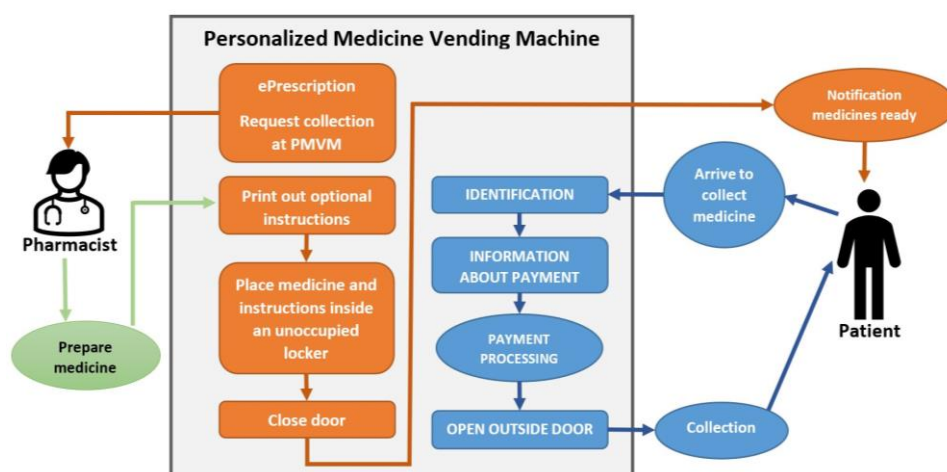 Personalized Medicine Vending Machine
ePrescription
Request collection
at PMVM
Notification
medicines ready
Pharmacist
Print out optional
instructions
IDENTIFICATION
Arrive to
collect
medicine
INFORMATION
ABOUT PAYMENT
Place medicine and
instructions inside
an unoccupied
locker
Patient
Prepare
medicine
PAYMENT
PROCESSING
Close door
OPEN OUTSIDE DOOR
Collection